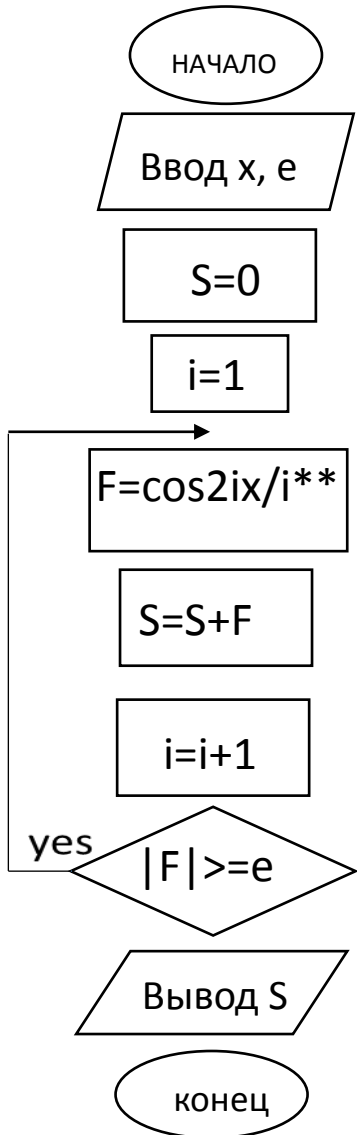 НАЧАЛО
Ввод x, e
S=0
i=1
F=cos2ix/i**
S=S+F
i=i+1
yes
|F|>=e
Вывод S
конец